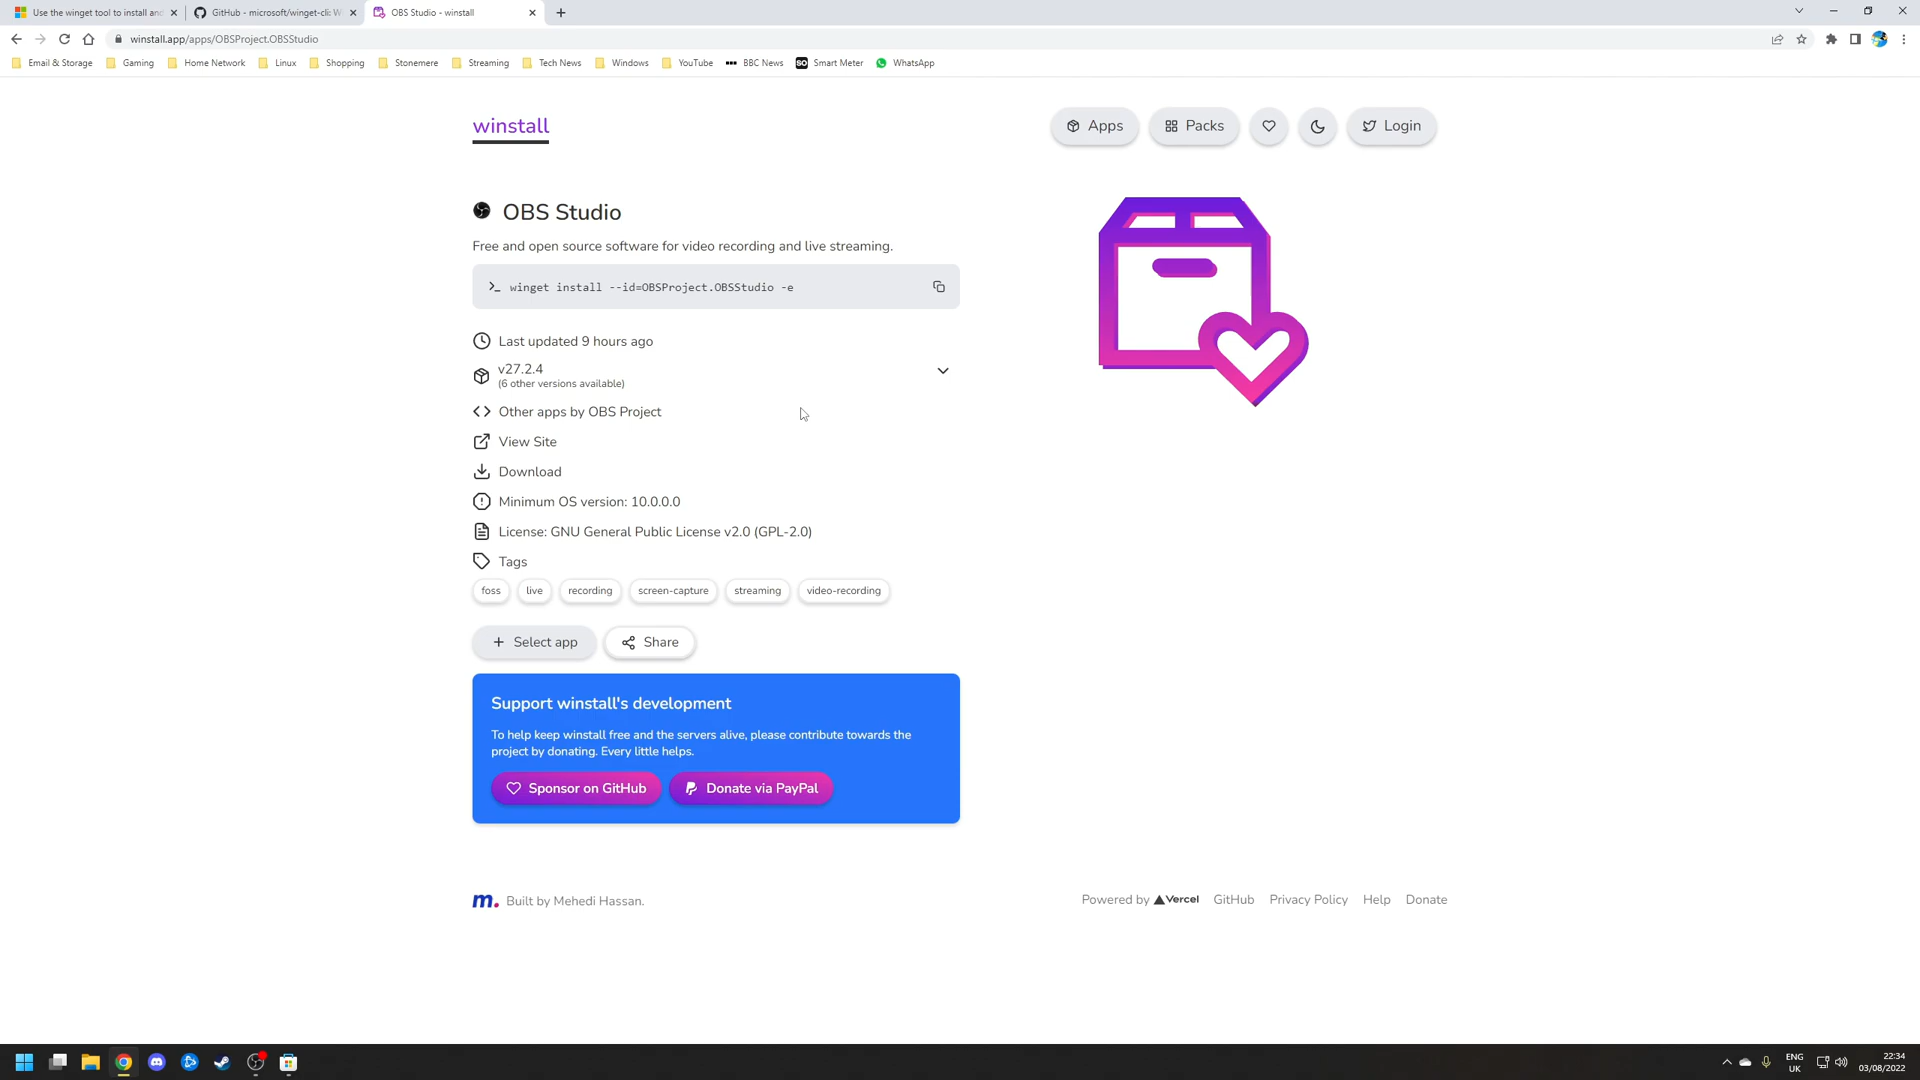 Use the winget tool to install and
GitHub - microsoft/winget-cli: W
OBS Studio - winstall
winstall.app/apps/OBSProject.OBSStudio
Email & Storage
Gaming
Home Network
Linux
Shopping
Stonemere
Streaming
Tech News
Windows
YouTube
BBC News
Smart Meter
WhatsApp
winstall
Apps
Packs
Login
OBS Studio
Free and open source software for video recording and live streaming.
winget install --id=OBSProject.OBSStudio -e
Last updated 9 hours ago
v27.2.4
(6 other versions available)
Other apps by OBS Project
View Site
Download
Minimum OS version: 10.0.0.0
License: GNU General Public License v2.0 (GPL-2.0)
Tags
foss
live
recording
screen-capture
streaming
video-recording
Select app
Share
Support winstall's development
To help keep winstall free and the servers alive, please contribute towards the
project by donating. Every little helps.
Sponsor on GitHub
Donate via PayPal
m. Built by Mehedi Hassan.
Powered by Vercel
GitHub
Privacy Policy
Help
Donate
ENG
UK
22:34
03/08/2022